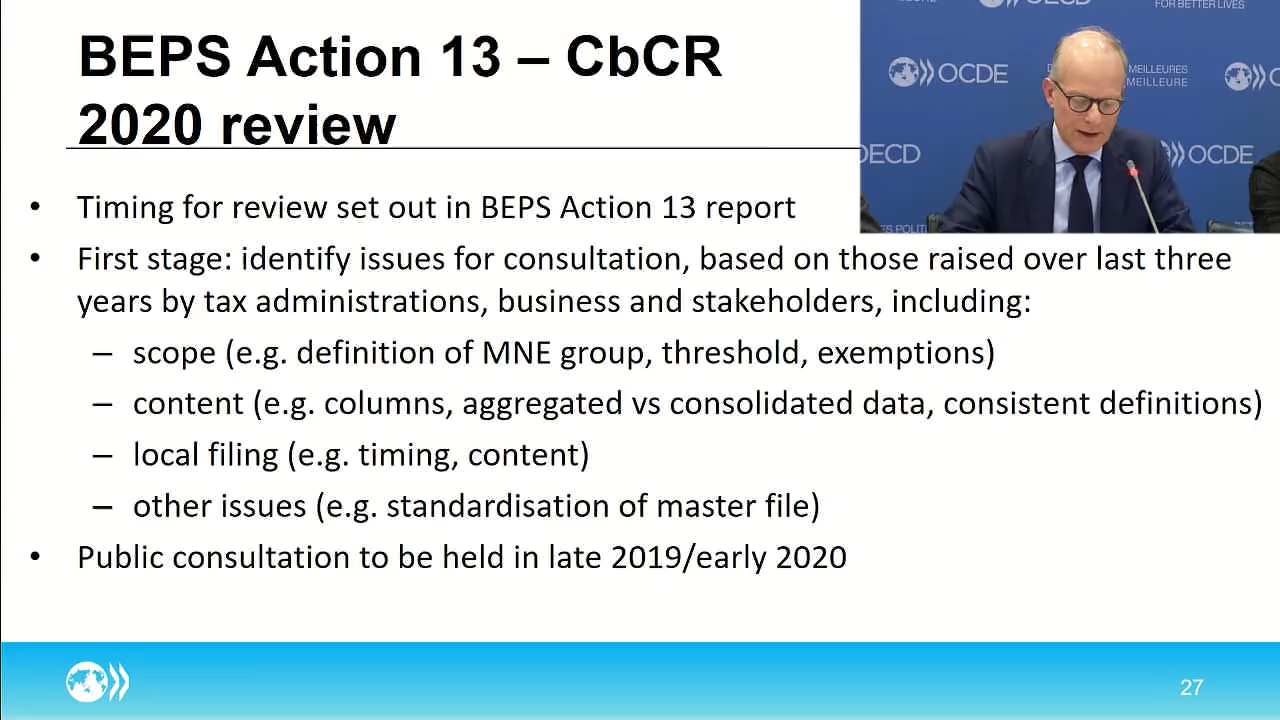 BEPS Action 13 – CbCR
2020 review
• Timing for review set out in BEPS Action 13 report
• First stage: identify issues for consultation, based on those raised over last three
years by tax administrations, business and stakeholders, including:
– scope (e.g. definition of MNE group, threshold, exemptions)
– content (e.g. columns, aggregated vs consolidated data, consistent definitions)
– local filing (e.g. timing, content)
– other issues (e.g. standardisation of master file)
• Public consultation to be held in late 2019/early 2020
27
OECD
FOR BETTER LIVES
OCDE
MEILLEURES
MEILLEURE
OECD
OCDE